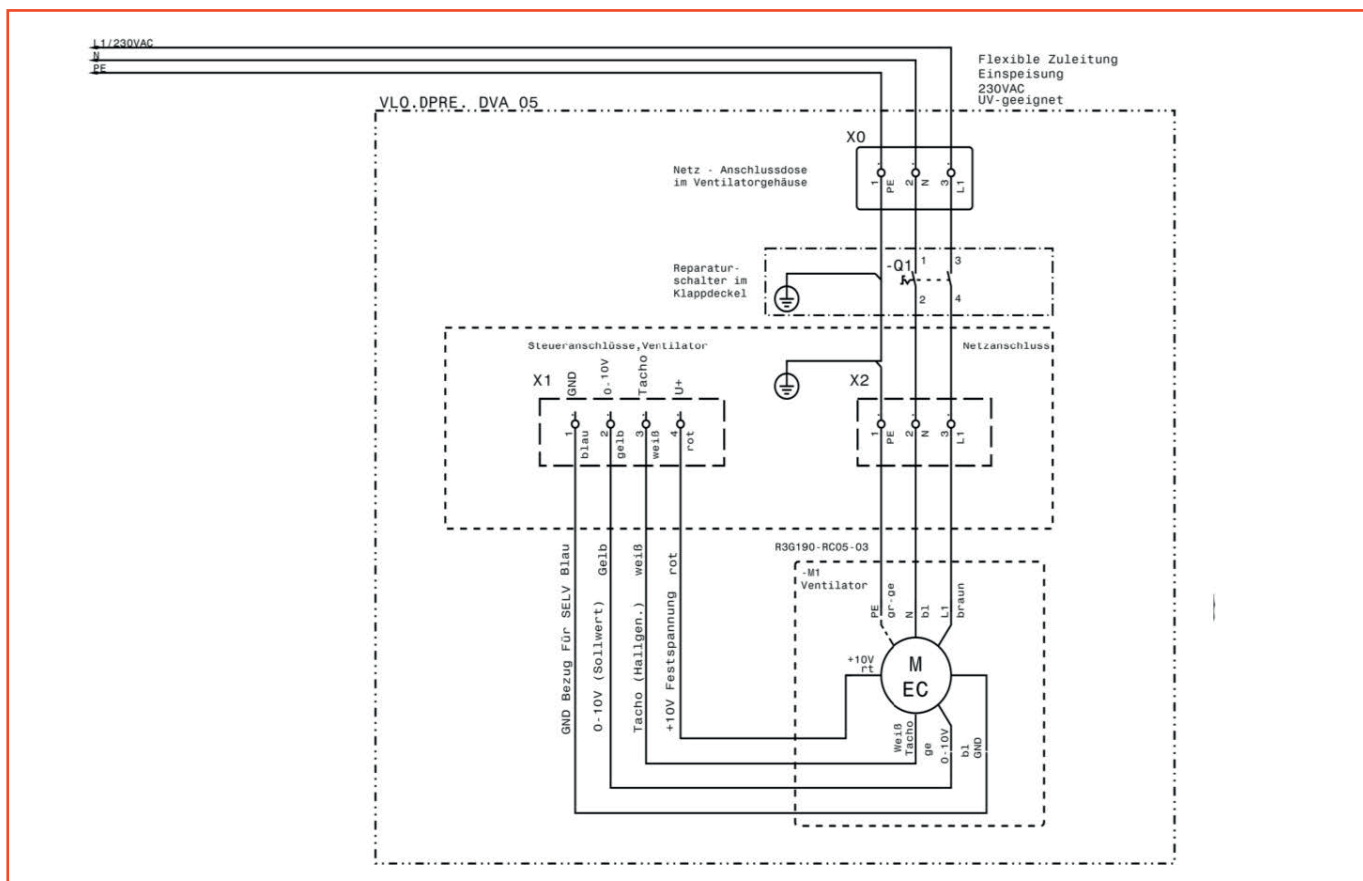 L1/230VAC
N
PE
Flexible Zuleitung
Einspeisung
230VAC
UV-geeignet
VLO.DPRE. DVA 05
X0
Netz - Anschlussdose
im Ventilatorgehäuse
1
PE
2
N
3
L1
Reparatur-
schalter im
Klappdeckel
-Q1
1
3
2
4
Steueranschlüsse,Ventilator
Netzanschluss
X1
GND
0-10V
Tacho
U+
X2
1
blau
2
gelb
3
weiß
4
rot
1
PE
2
N
3
L1
GND Bezug Für SELV Blau
0-10V (Sollwert) Gelb
Tacho (Hallgen.) weiß
+10V Festspannung rot
R3G190-RC05-03
-M1
Ventilator
PE
gr-ge
N
bl
L1
braun
+10V
rt
M
EC
Weiß
Tacho
ge
0-10V
bl
GND